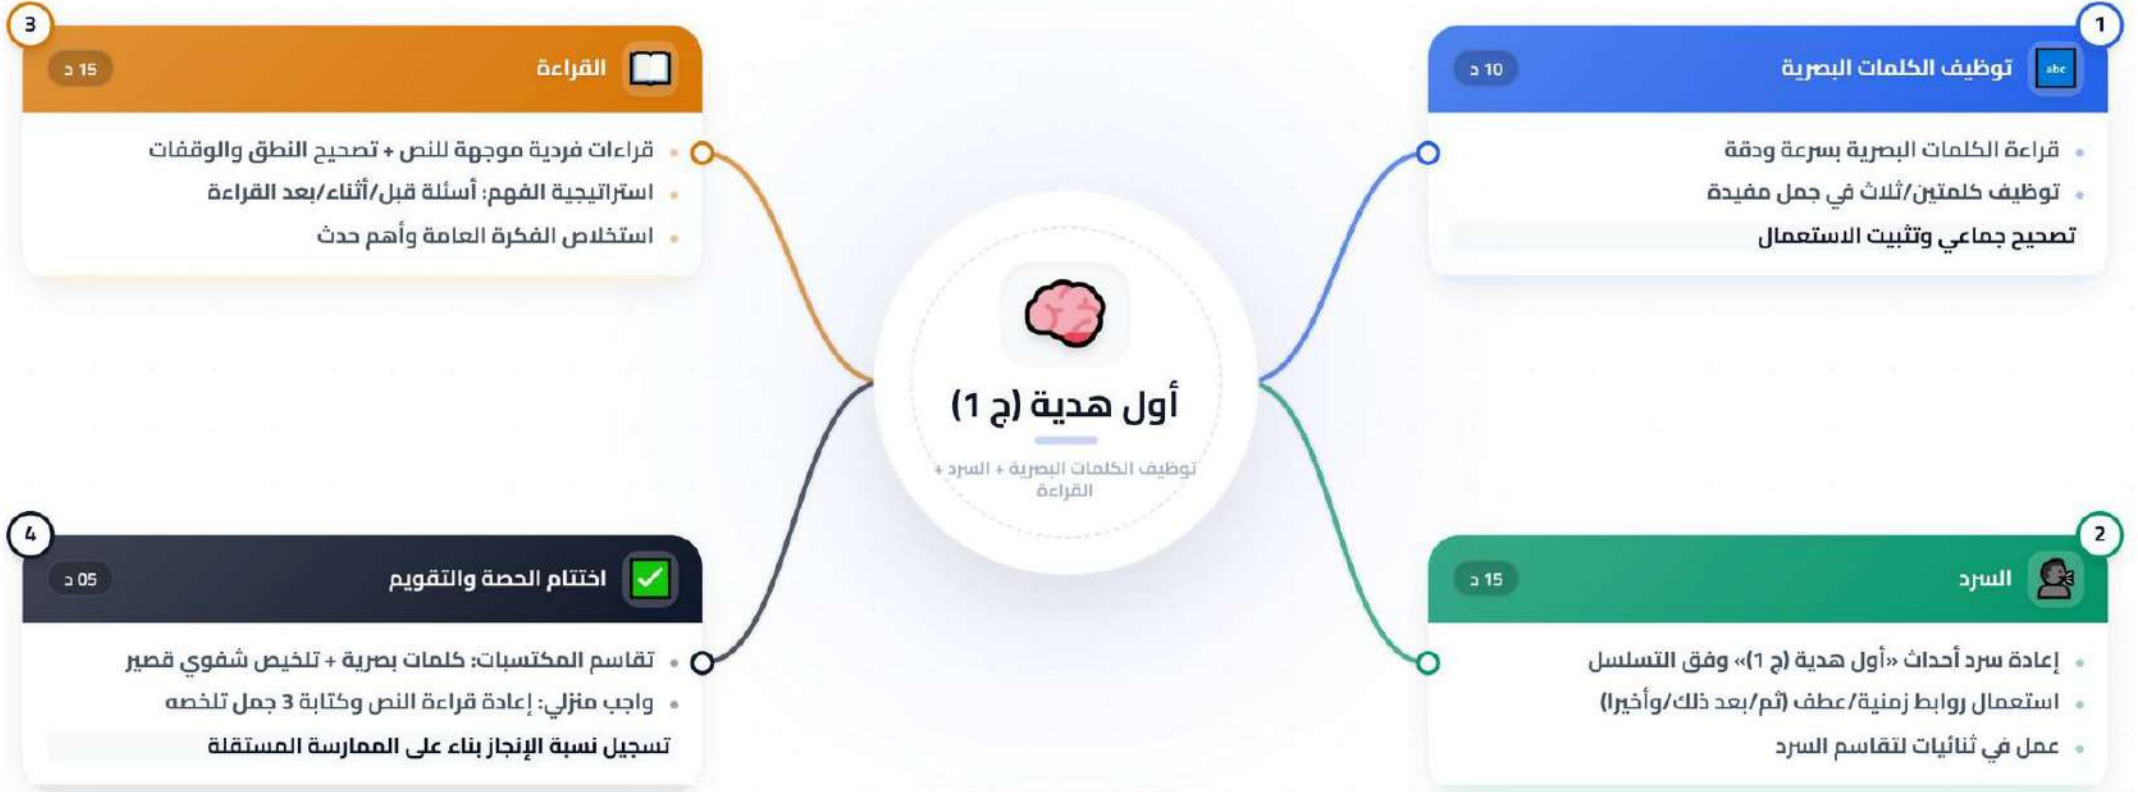 1
توظيف الكلمات البصرية
10 د
قراءة الكلمات البصرية بسرعة ودقة
توظيف كلمتين/ثلاث في جمل مفيدة
تصحيح جماعي وتثبيت الاستعمال
2
السرد
15 د
إعادة سرد أحداث «أول هدية (ج 1)» وفق التسلسل
استعمال روابط زمنية/عطف (ثم/بعد ذلك/وأخيرا)
عمل في ثنائيات لتقاسم السرد
أول هدية (ج 1)
توظيف الكلمات البصرية + السرد +
القراءة
3
القراءة
15 د
قراءات فردية موجهة للنص + تصحيح النطق والوقفات
استراتيجية الفهم: أسئلة قبل/أثناء/بعد القراءة
استخلاص الفكرة العامة وأهم حدث
4
اختتام الحصة والتقويم
05 د
تقاسم المكتسبات: كلمات بصرية + تلخيص شفوي قصير
واجب منزلي: إعادة قراءة النص وكتابة 3 جمل تلخصه
تسجيل نسبة الإنجاز بناء على الممارسة المستقلة
abc